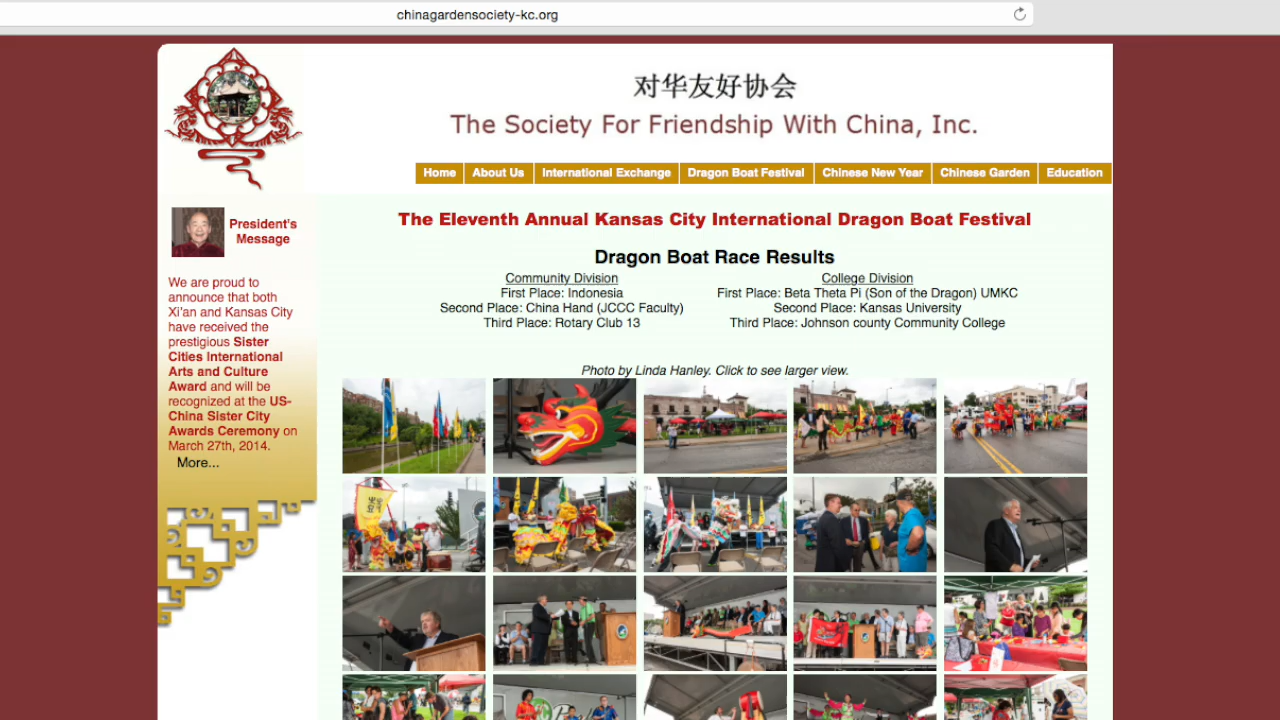 chinagardensociety-kc.org
对华友好协会
The Society For Friendship With China, Inc.
Home About Us International Exchange Dragon Boat Festival Chinese New Year Chinese Garden Education
President's
Message
We are proud to
announce that both
Xi'an and Kansas City
have received the
prestigious Sister
Cities International
Arts and Culture
Award and will be
recognized at the US-
China Sister City
Awards Ceremony on
March 27th, 2014.
More...
The Eleventh Annual Kansas City International Dragon Boat Festival
Dragon Boat Race Results
Community Division
First Place: Indonesia
Second Place: China Hand (JCCC Faculty)
Third Place: Rotary Club 13
College Division
First Place: Beta Theta Pi (Son of the Dragon) UMKC
Second Place: Kansas University
Third Place: Johnson county Community College
Photo by Linda Hanley. Click to see larger view.